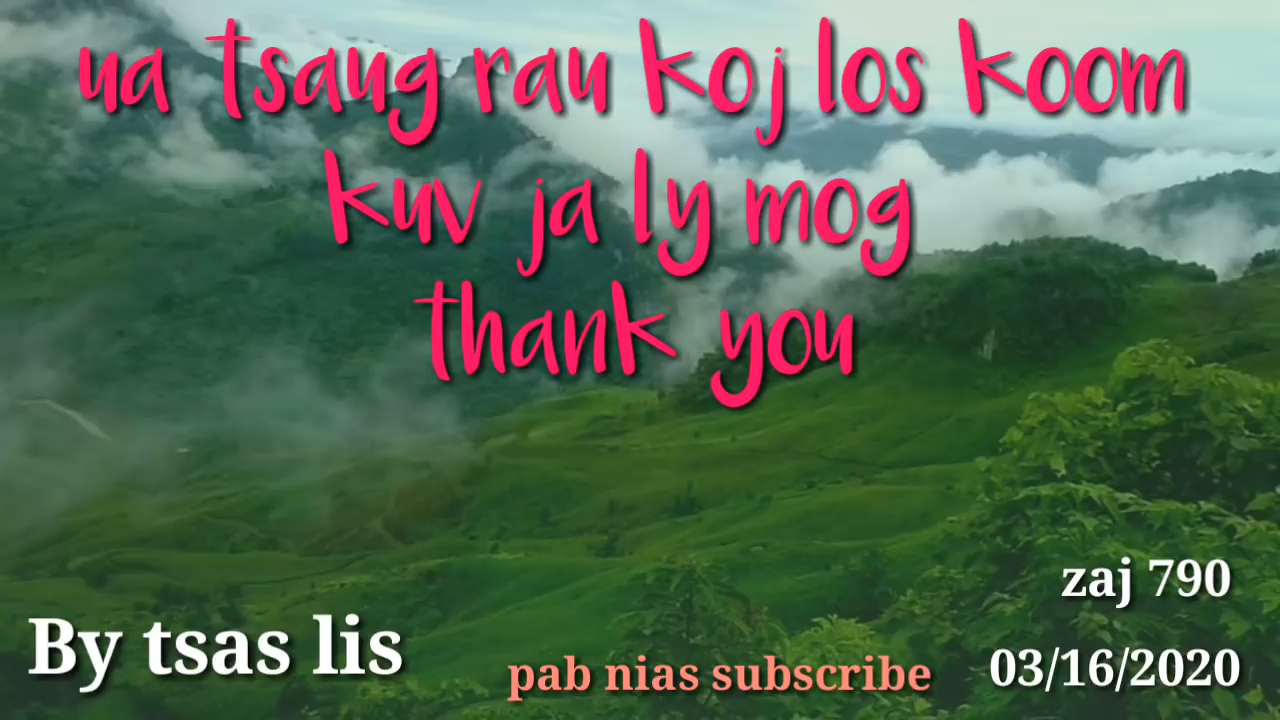 ua tsaug rau koj los koom
kuv ja ly mog
thank you
zaj 790
By tsas lis
pab nias subscribe
03/16/2020